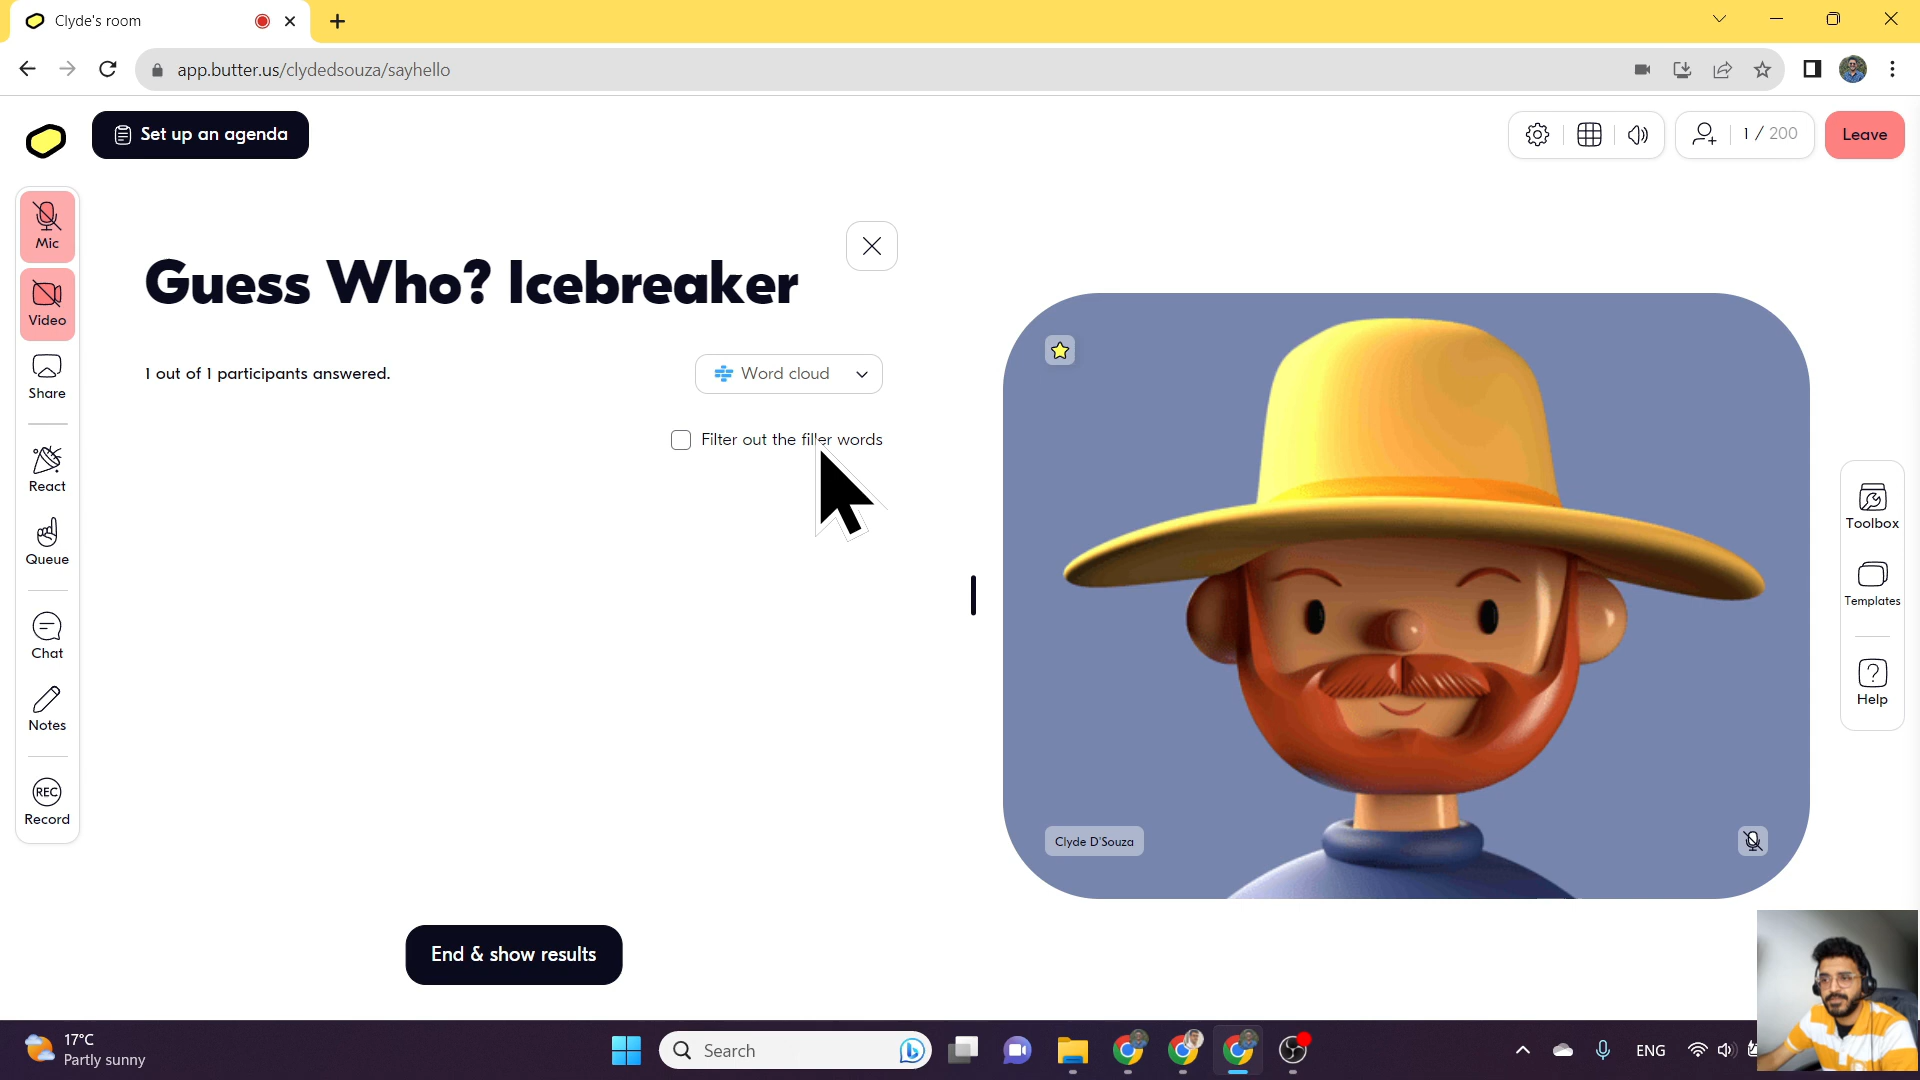 Clyde's room
app.butter.us/clydedsouza/sayhello
Set up an agenda
1 / 200
Leave
Mic
Video
Share
React
Queue
Chat
Notes
REC
Record
Guess Who? Icebreaker
1 out of 1 participants answered.
Word cloud
Filter out the filler words
End & show results
Clyde D'Souza
Toolbox
Templates
Help
17°C
Partly sunny
Search
ENG